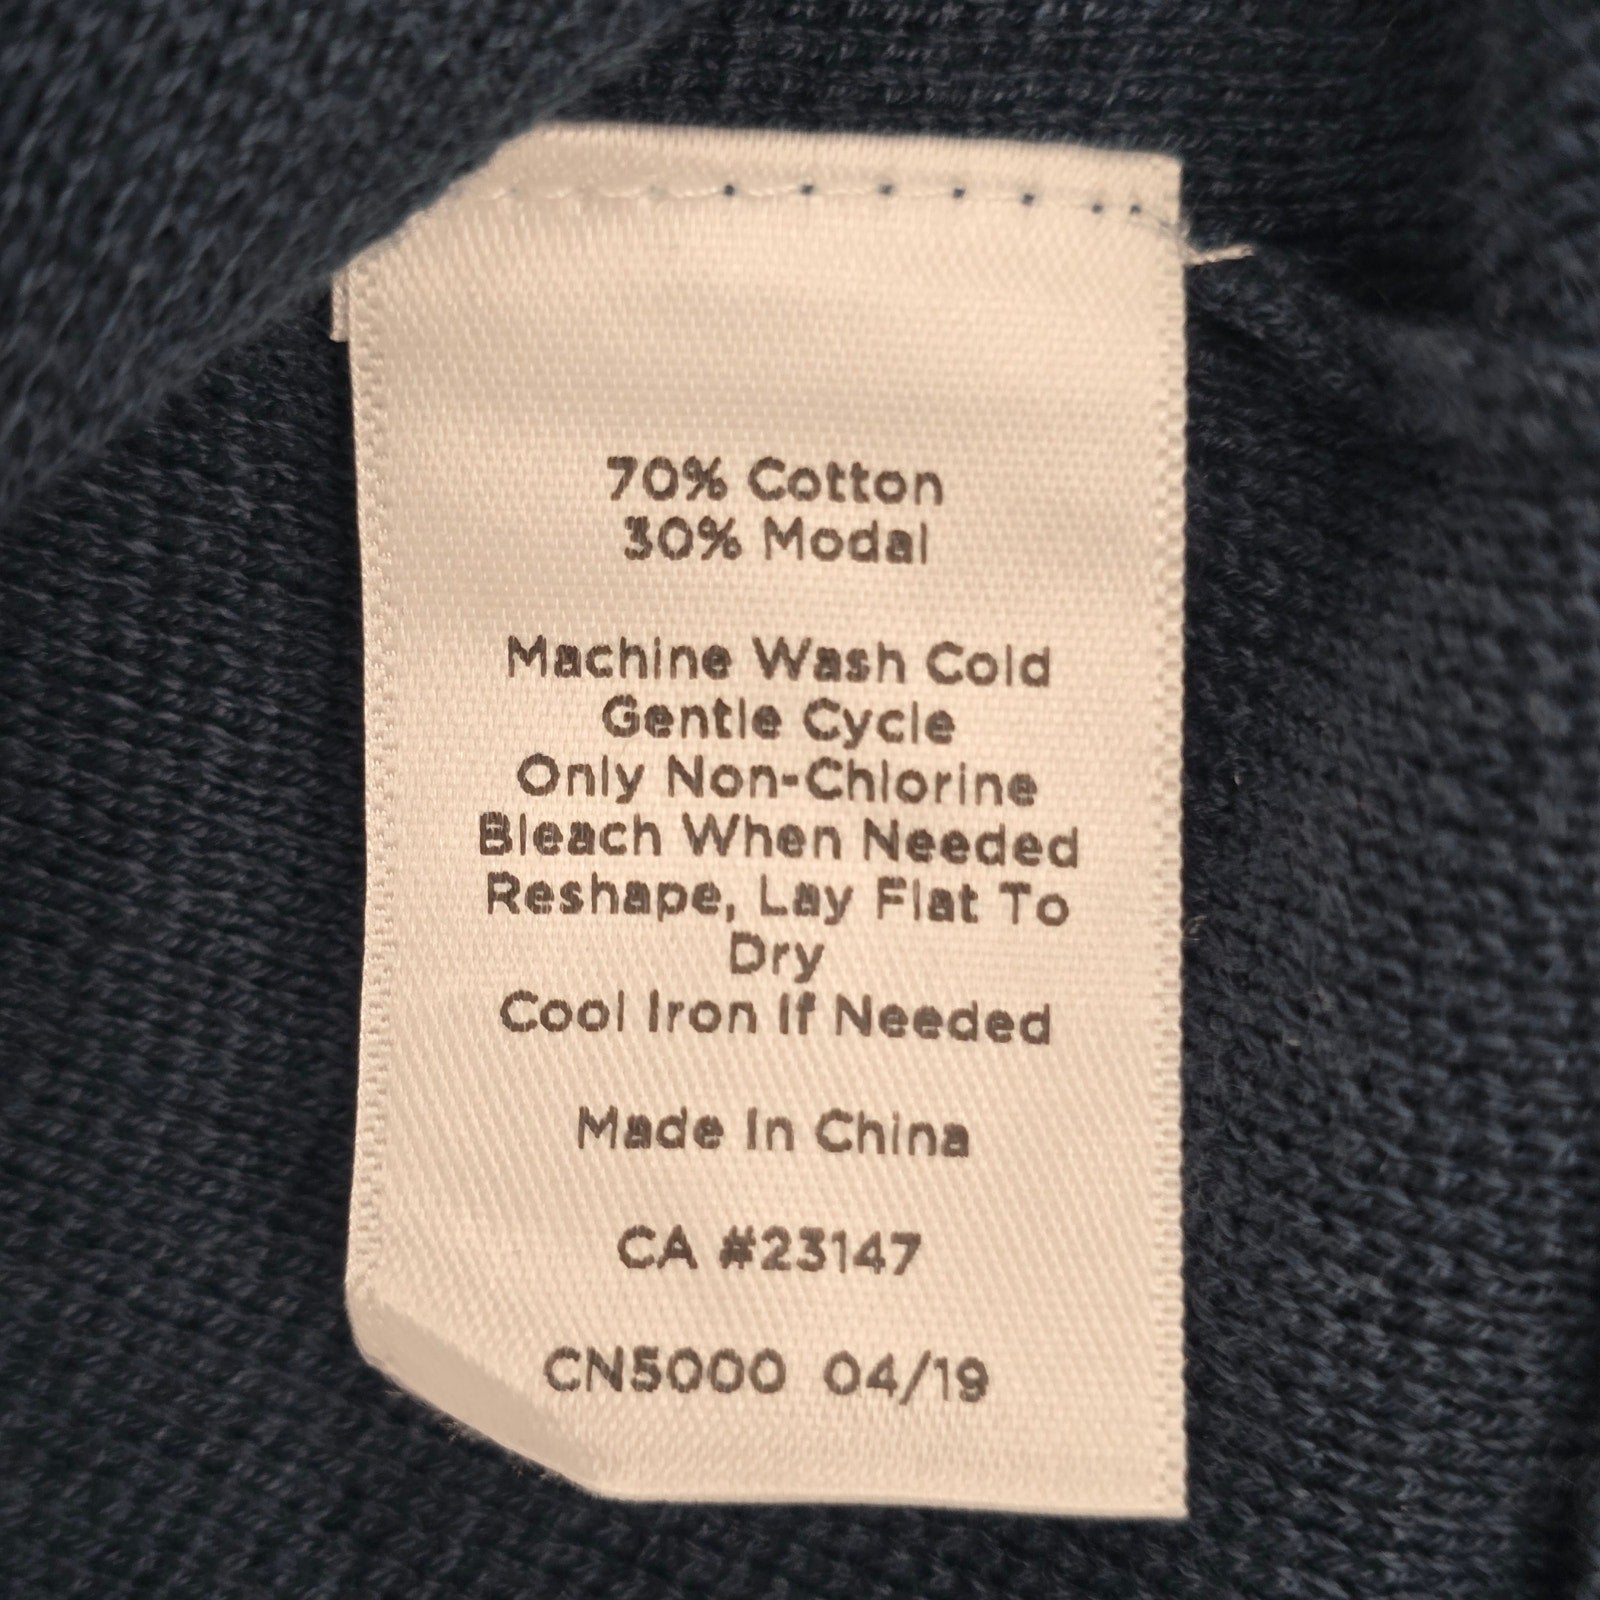 70% Cotton
30% Modal
Machine Wash Cold
Gentle Cycle
Only Non-Chlorine
Bleach When Needed
Reshape, Lay Flat To
Dry
Cool Iron If Needed
Made In China
CA #23147
CN5000 04/19